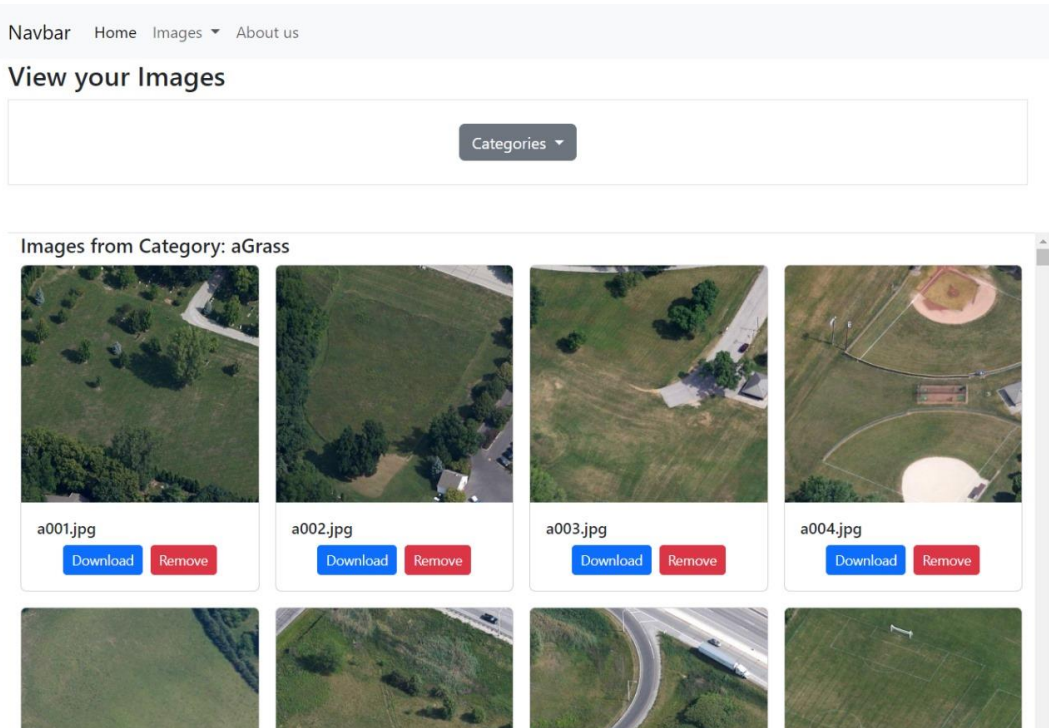 Navbar Home Images About us
View your Images
Categories
Images from Category: aGrass
a001.jpg a002.jpg a003.jpg a004.jpg
Download Remove Download Remove Download Remove Download Remove